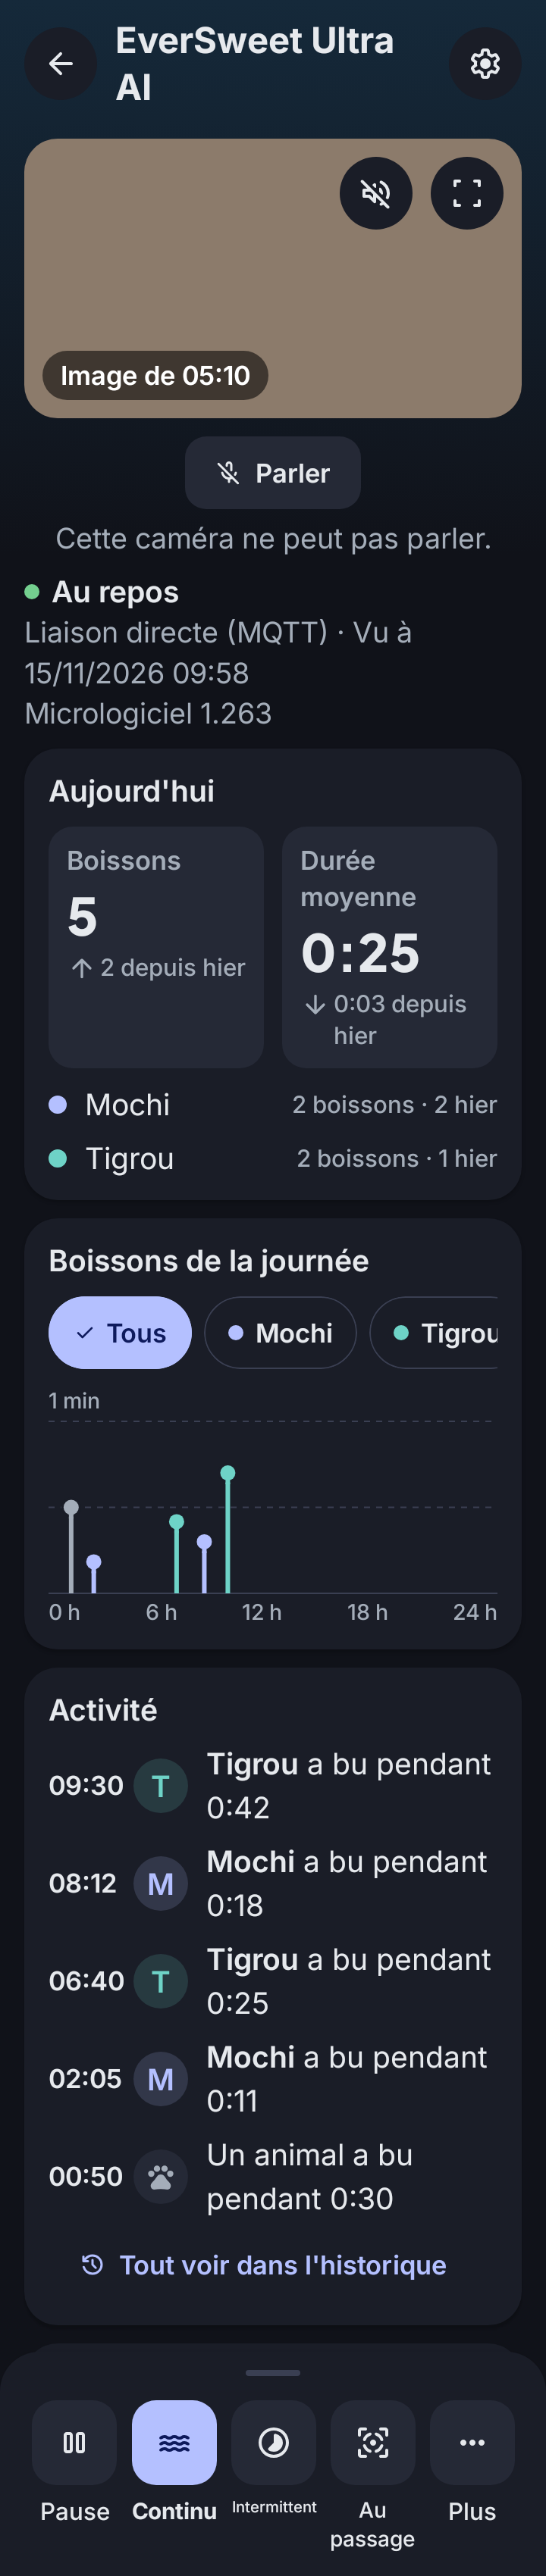 EverSweet Ultra
AI
Image de 05:10
Parler
Cette caméra ne peut pas parler.
Au repos
Liaison directe (MQTT) · Vu à
15/11/2026 09:58
Micrologiciel 1.263
Aujourd'hui
Boissons
5
↑ 2 depuis hier
Durée
moyenne
0:25
↓ 0:03 depuis
hier
Mochi
2 boissons · 2 hier
Tigrou
2 boissons · 1 hier
Boissons de la journée
Tous
Mochi
Tigrou
1 min
0 h
6 h
12 h
18 h
24 h
Activité
09:30
T
Tigrou a bu pendant
0:42
08:12
M
Mochi a bu pendant
0:18
06:40
T
Tigrou a bu pendant
0:25
02:05
M
Mochi a bu pendant
0:11
00:50
Un animal a bu
pendant 0:30
Tout voir dans l'historique
Pause
Continu
Intermittent
Au
passage
Plus